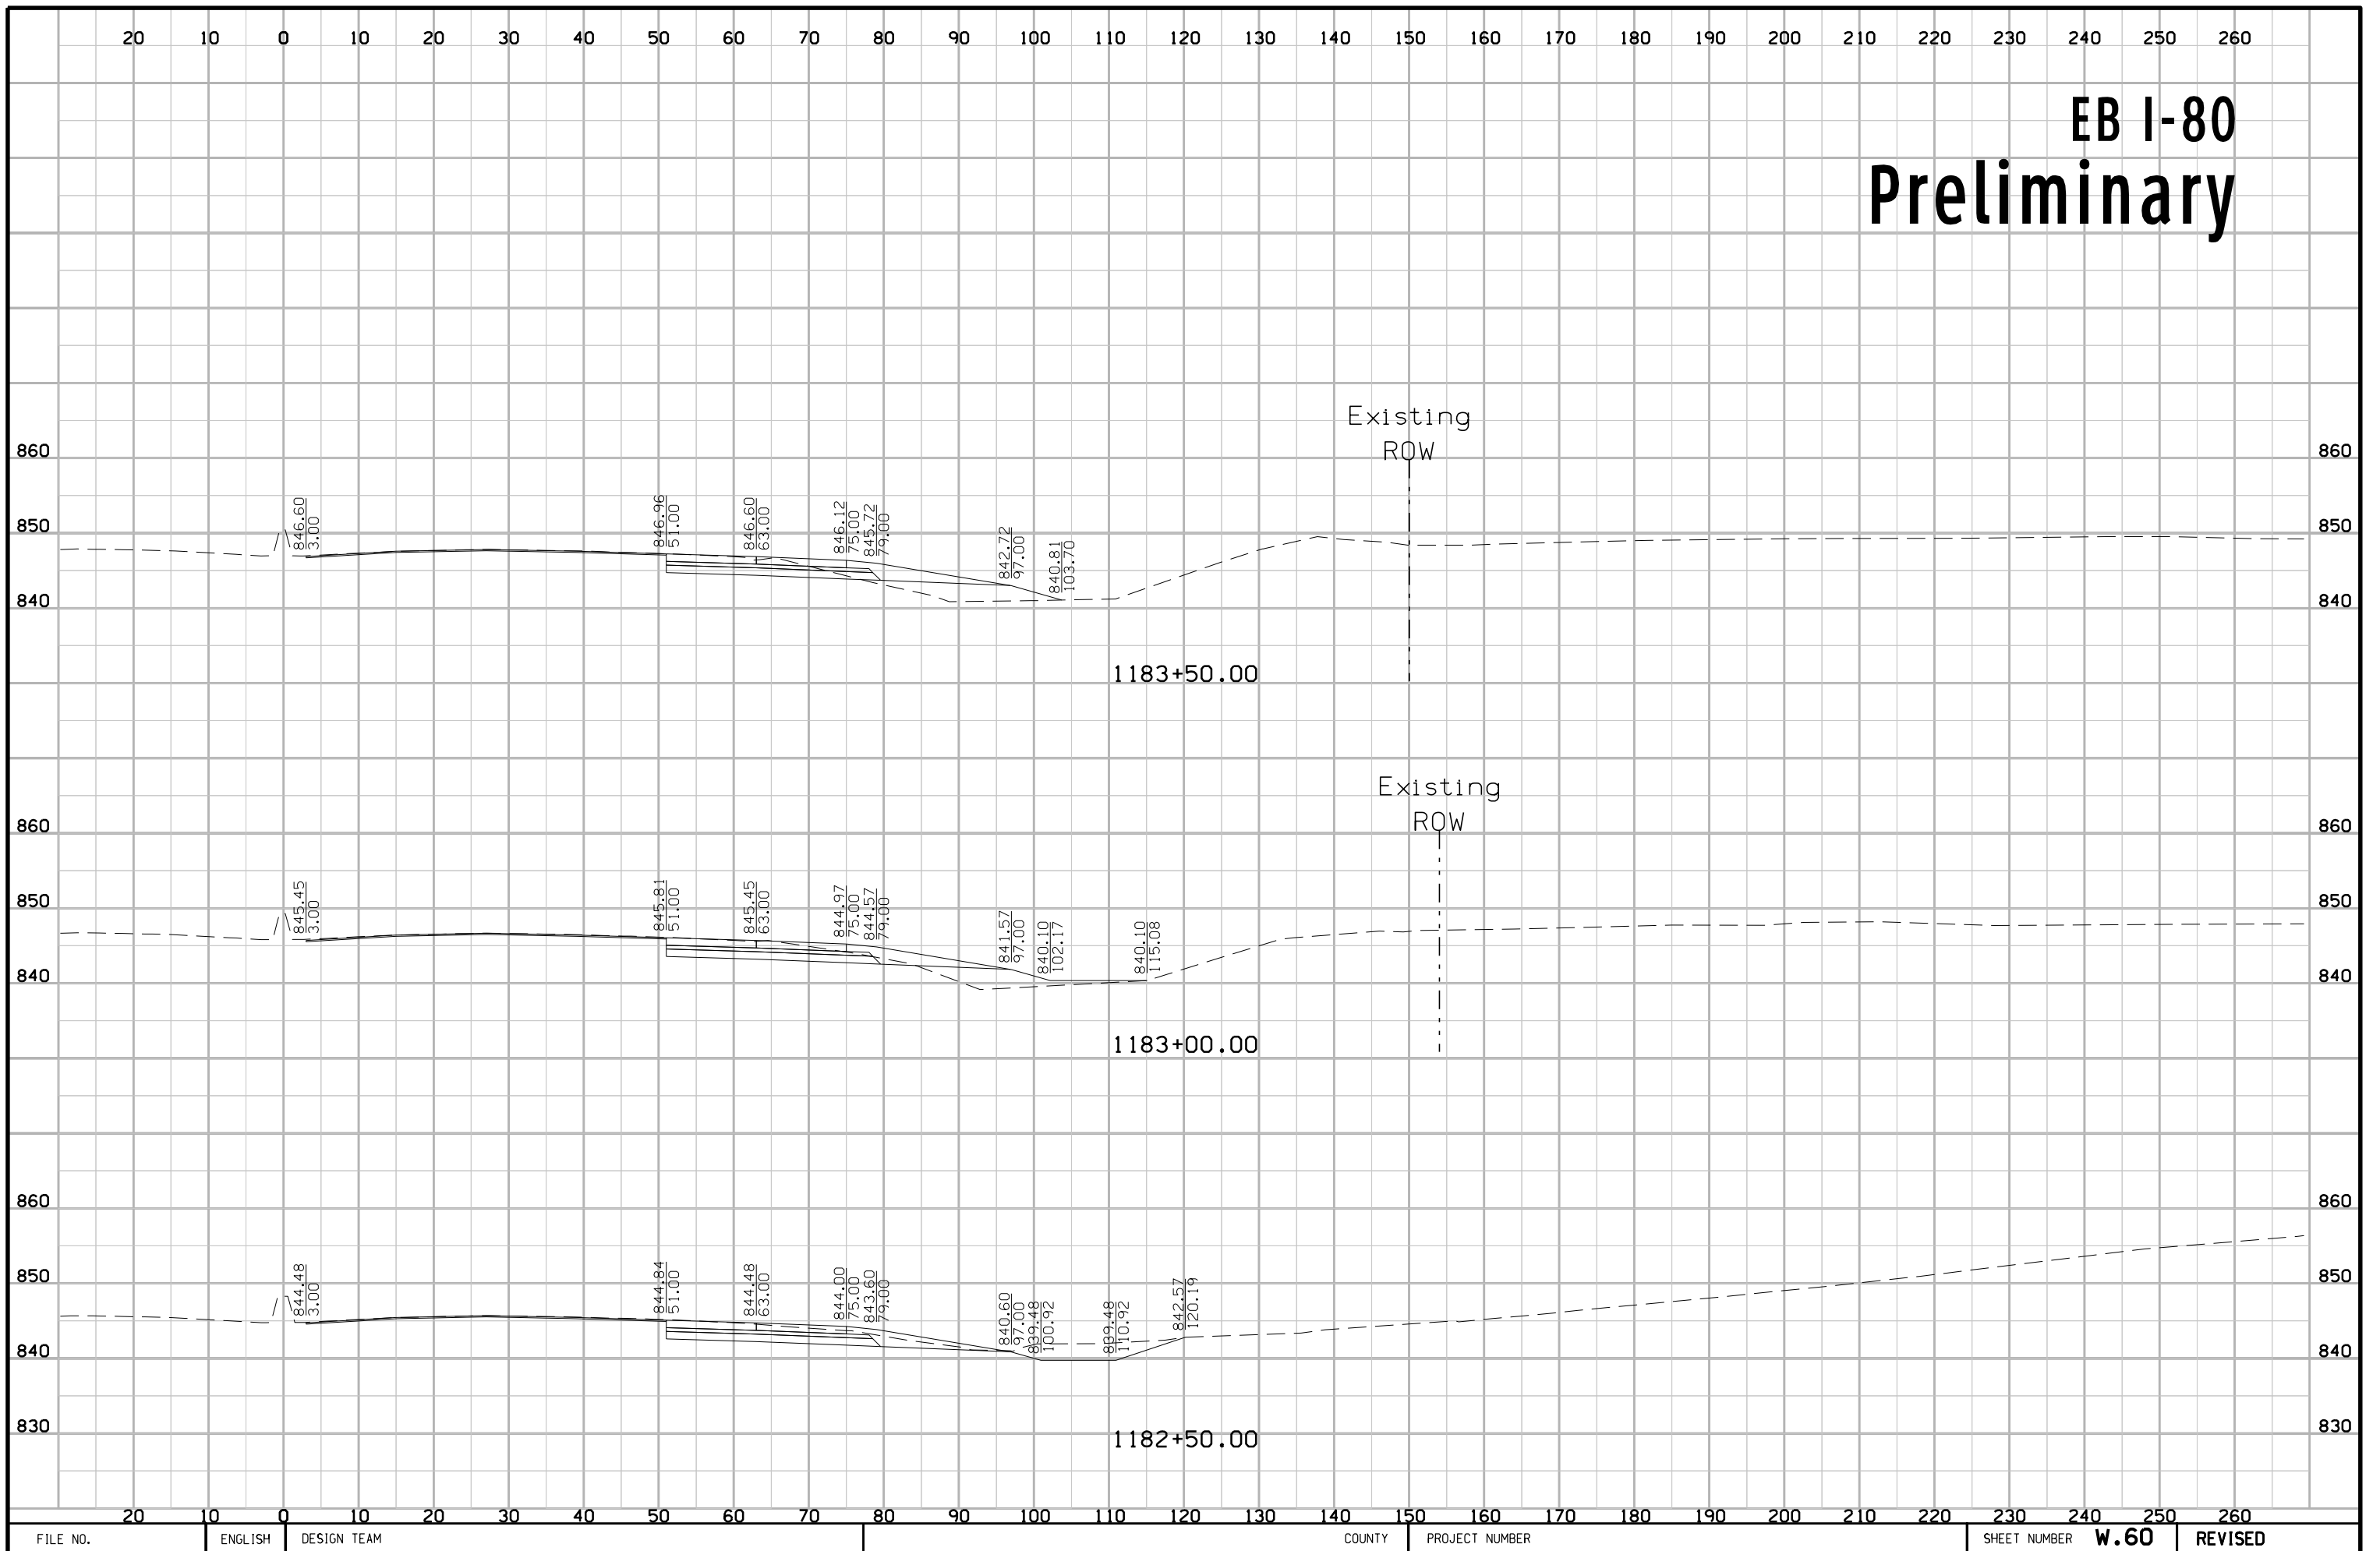 20 10 0 10 20 30 40 50 60 70 80 90 100 110 120 130 140 150 160 170 180 190 200 210 220 230 240 250 260
EB I-80
Preliminary
Existing
ROW
860 860
846.60 3.00 846.96 51.00 846.60 63.00 846.12 75.00 845.72 79.00 842.72 97.00 840.81 103.70
850 850
840 840
1183+50.00
Existing
ROW
860 860
845.45 3.00 845.81 51.00 845.45 63.00 844.97 75.00 844.57 79.00 841.57 97.00 840.10 102.17 840.10 115.08
850 850
840 840
1183+00.00
860 860
844.48 3.00 844.84 51.00 844.48 63.00 844.00 75.00 843.60 79.00 840.60 97.00 839.48 100.92 839.48 110.92 842.57 120.19
850 850
840 840
830 830
1182+50.00
20 10 0 10 20 30 40 50 60 70 80 90 100 110 120 130 140 150 160 170 180 190 200 210 220 230 240 250 260
FILE NO. ENGLISH DESIGN TEAM COUNTY PROJECT NUMBER SHEET NUMBER W.60 REVISED